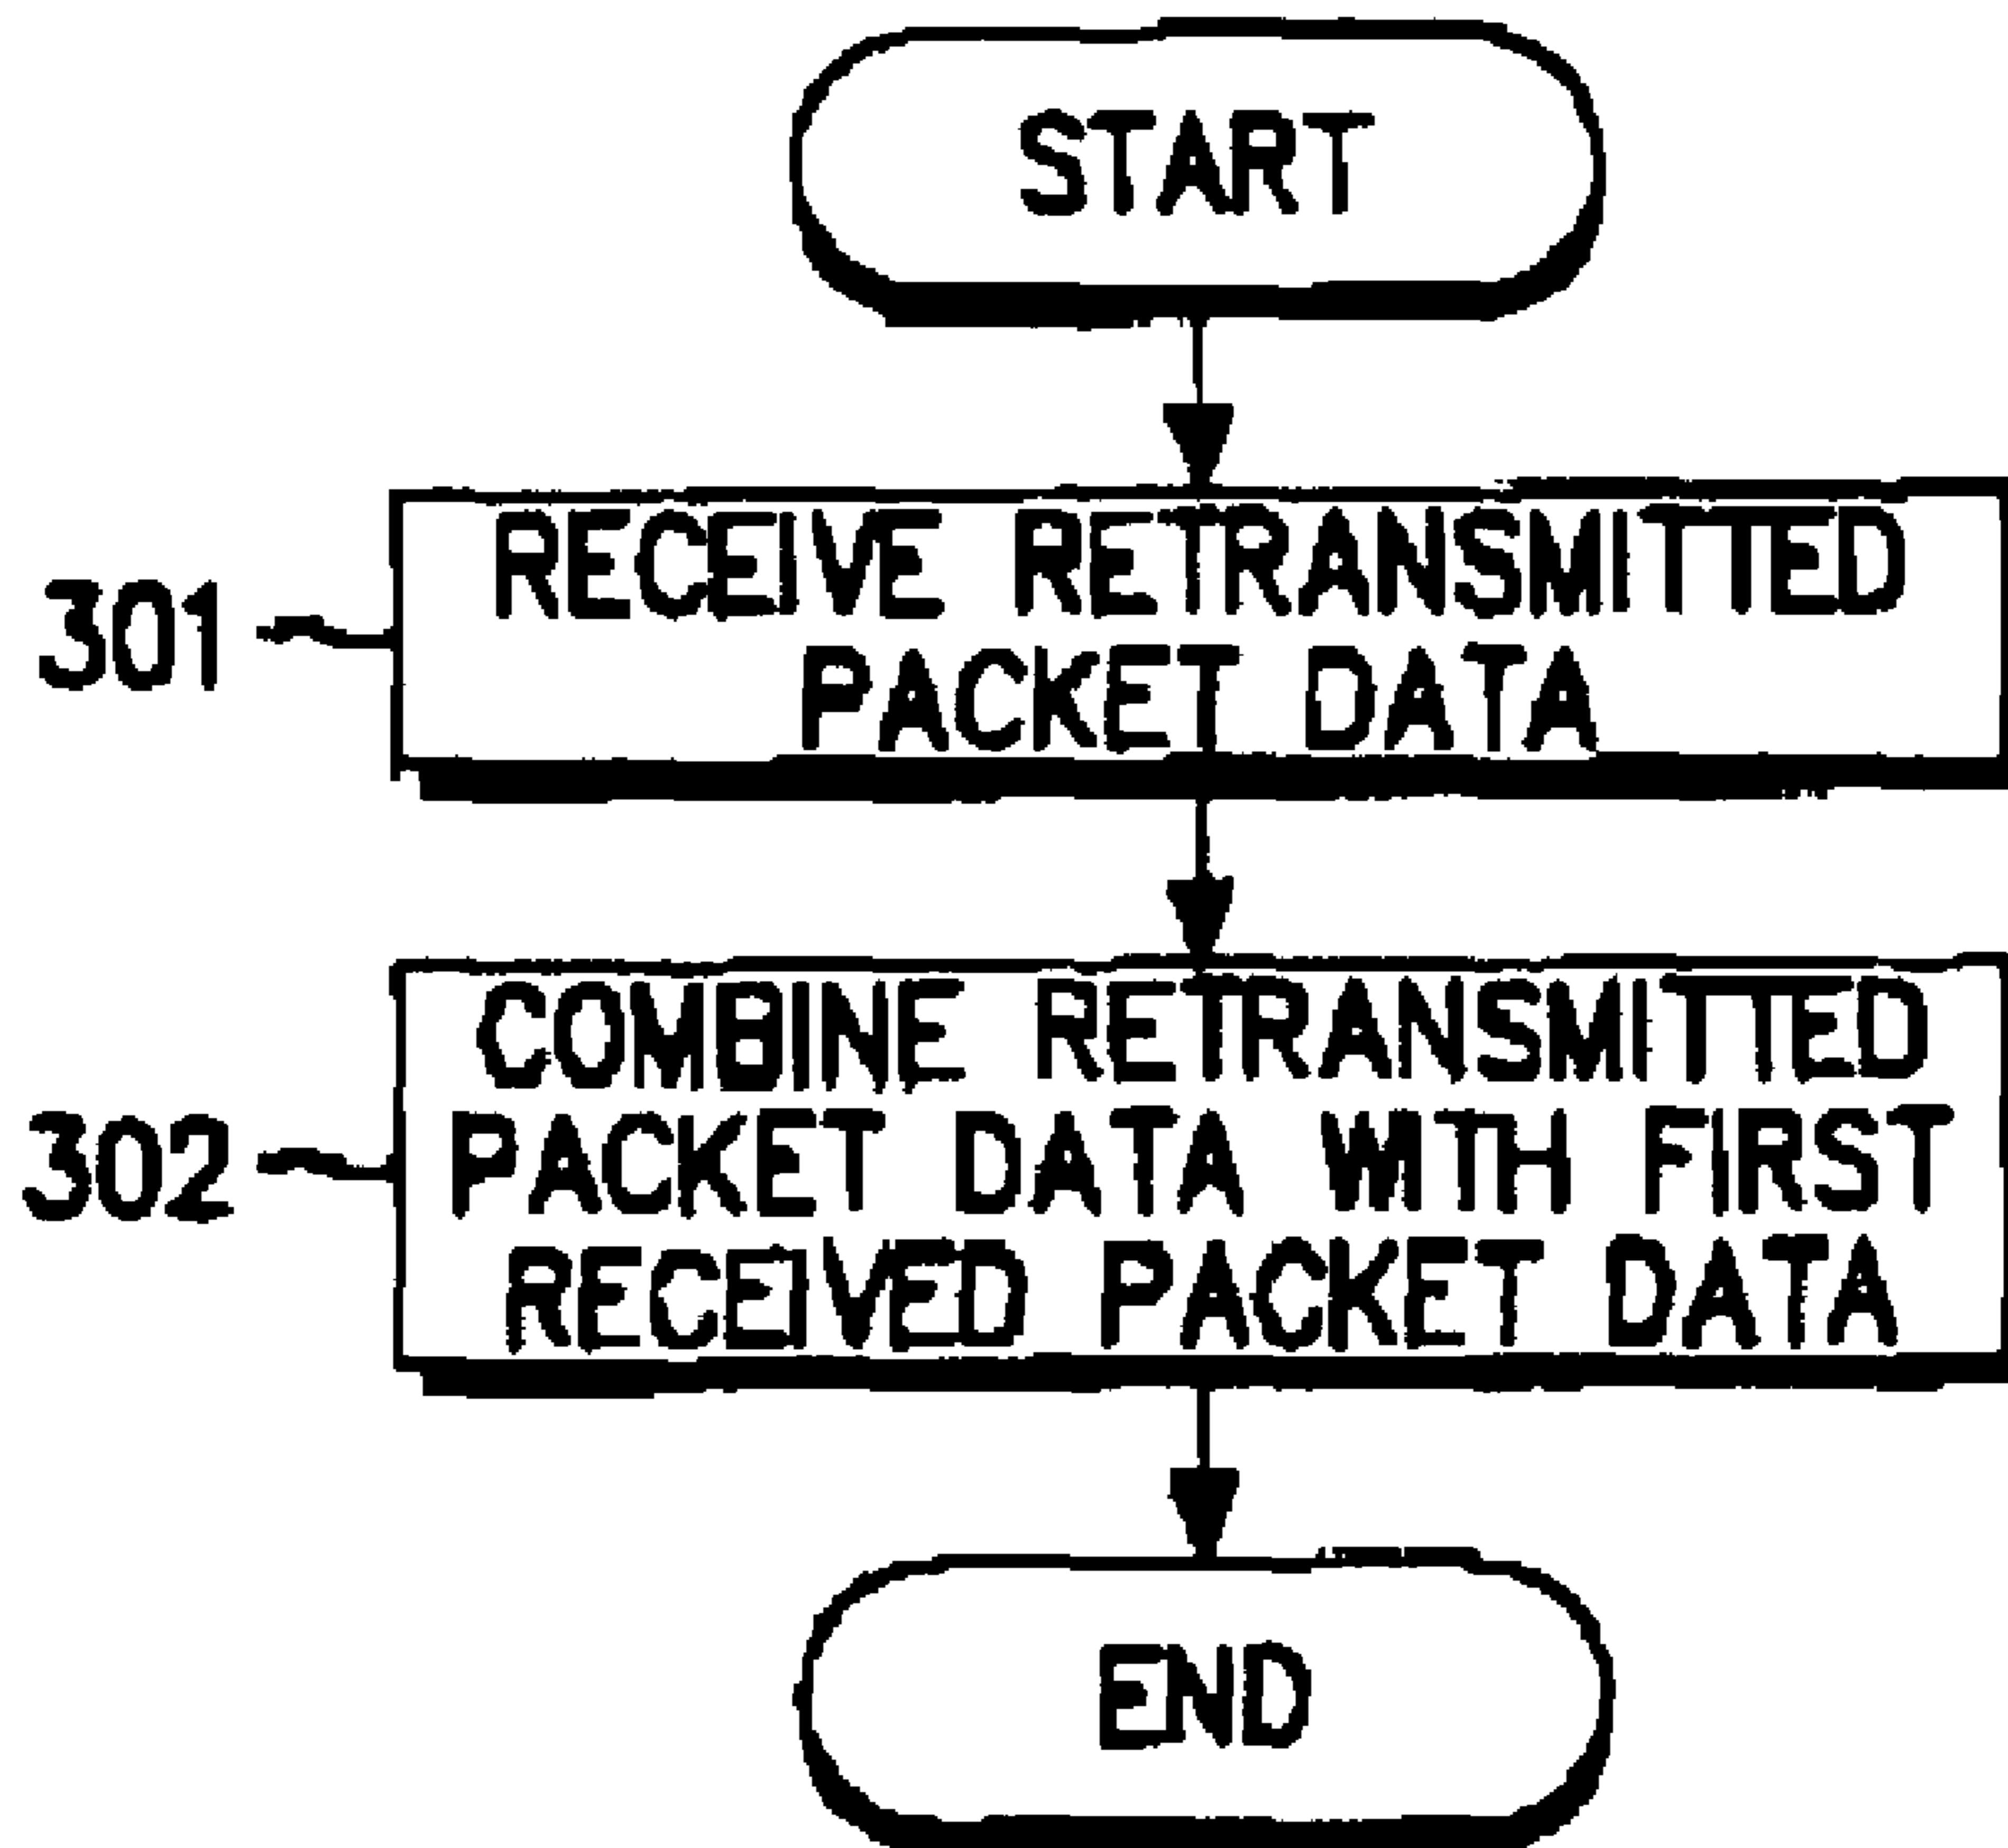 START
301
RECEIVE RETRANSMITTED
PACKET DATA
302
COMBINE RETRANSMITTED
PACKET DATA WITH FIRST
RECEIVED PACKET DATA
END